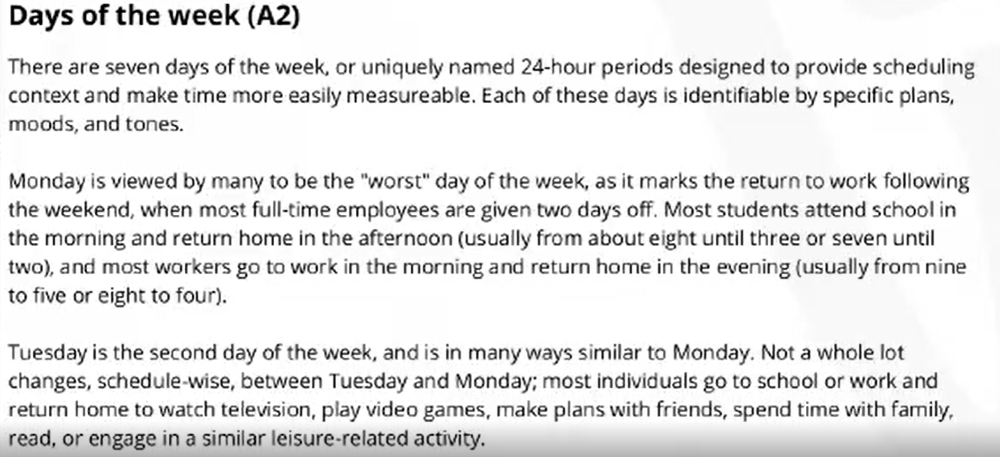 Days of the week (A2)
There are seven days of the week, or uniquely named 24-hour periods designed to provide scheduling
context and make time more easily measureable. Each of these days is identifiable by specific plans,
moods, and tones.
Monday is viewed by many to be the "worst" day of the week, as it marks the return to work following
the weekend, when most full-time employees are given two days off. Most students attend school in
the morning and return home in the afternoon (usually from about eight until three or seven until
two), and most workers go to work in the morning and return home in the evening (usually from nine
to five or eight to four).
Tuesday is the second day of the week, and is in many ways similar to Monday. Not a whole lot
changes, schedule-wise, between Tuesday and Monday; most individuals go to school or work and
return home to watch television, play video games, make plans with friends, spend time with family,
read, or engage in a similar leisure-related activity.